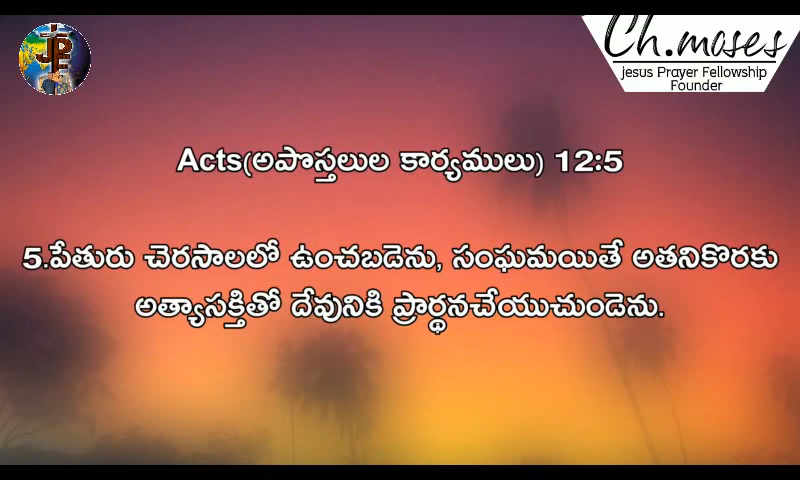 JPF
Ch.moses
Jesus Prayer Fellowship
Founder
Acts(అపొస్తలుల కార్యములు) 12:5
5.పేతురు చెరసాలలో ఉంచబడెను, సంఘమయితే అతనికొరకు
అత్యాసక్తితో దేవునికి ప్రార్థనచేయుచుండెను.